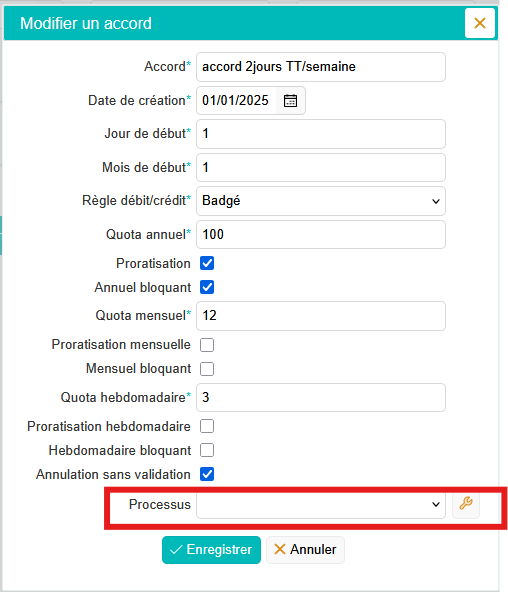 Modifier un accord
Accord* accord 2jours TT/semaine
Date de création* 01/01/2025
Jour de début* 1
Mois de début* 1
Règle débit/crédit* Badgé
Quota annuel* 100
Proratisation
Annuel bloquant
Quota mensuel* 12
Proratisation mensuelle
Mensuel bloquant
Quota hebdomadaire* 3
Proratisation hebdomadaire
Hebdomadaire bloquant
Annulation sans validation
Processus
Enregistrer Annuler